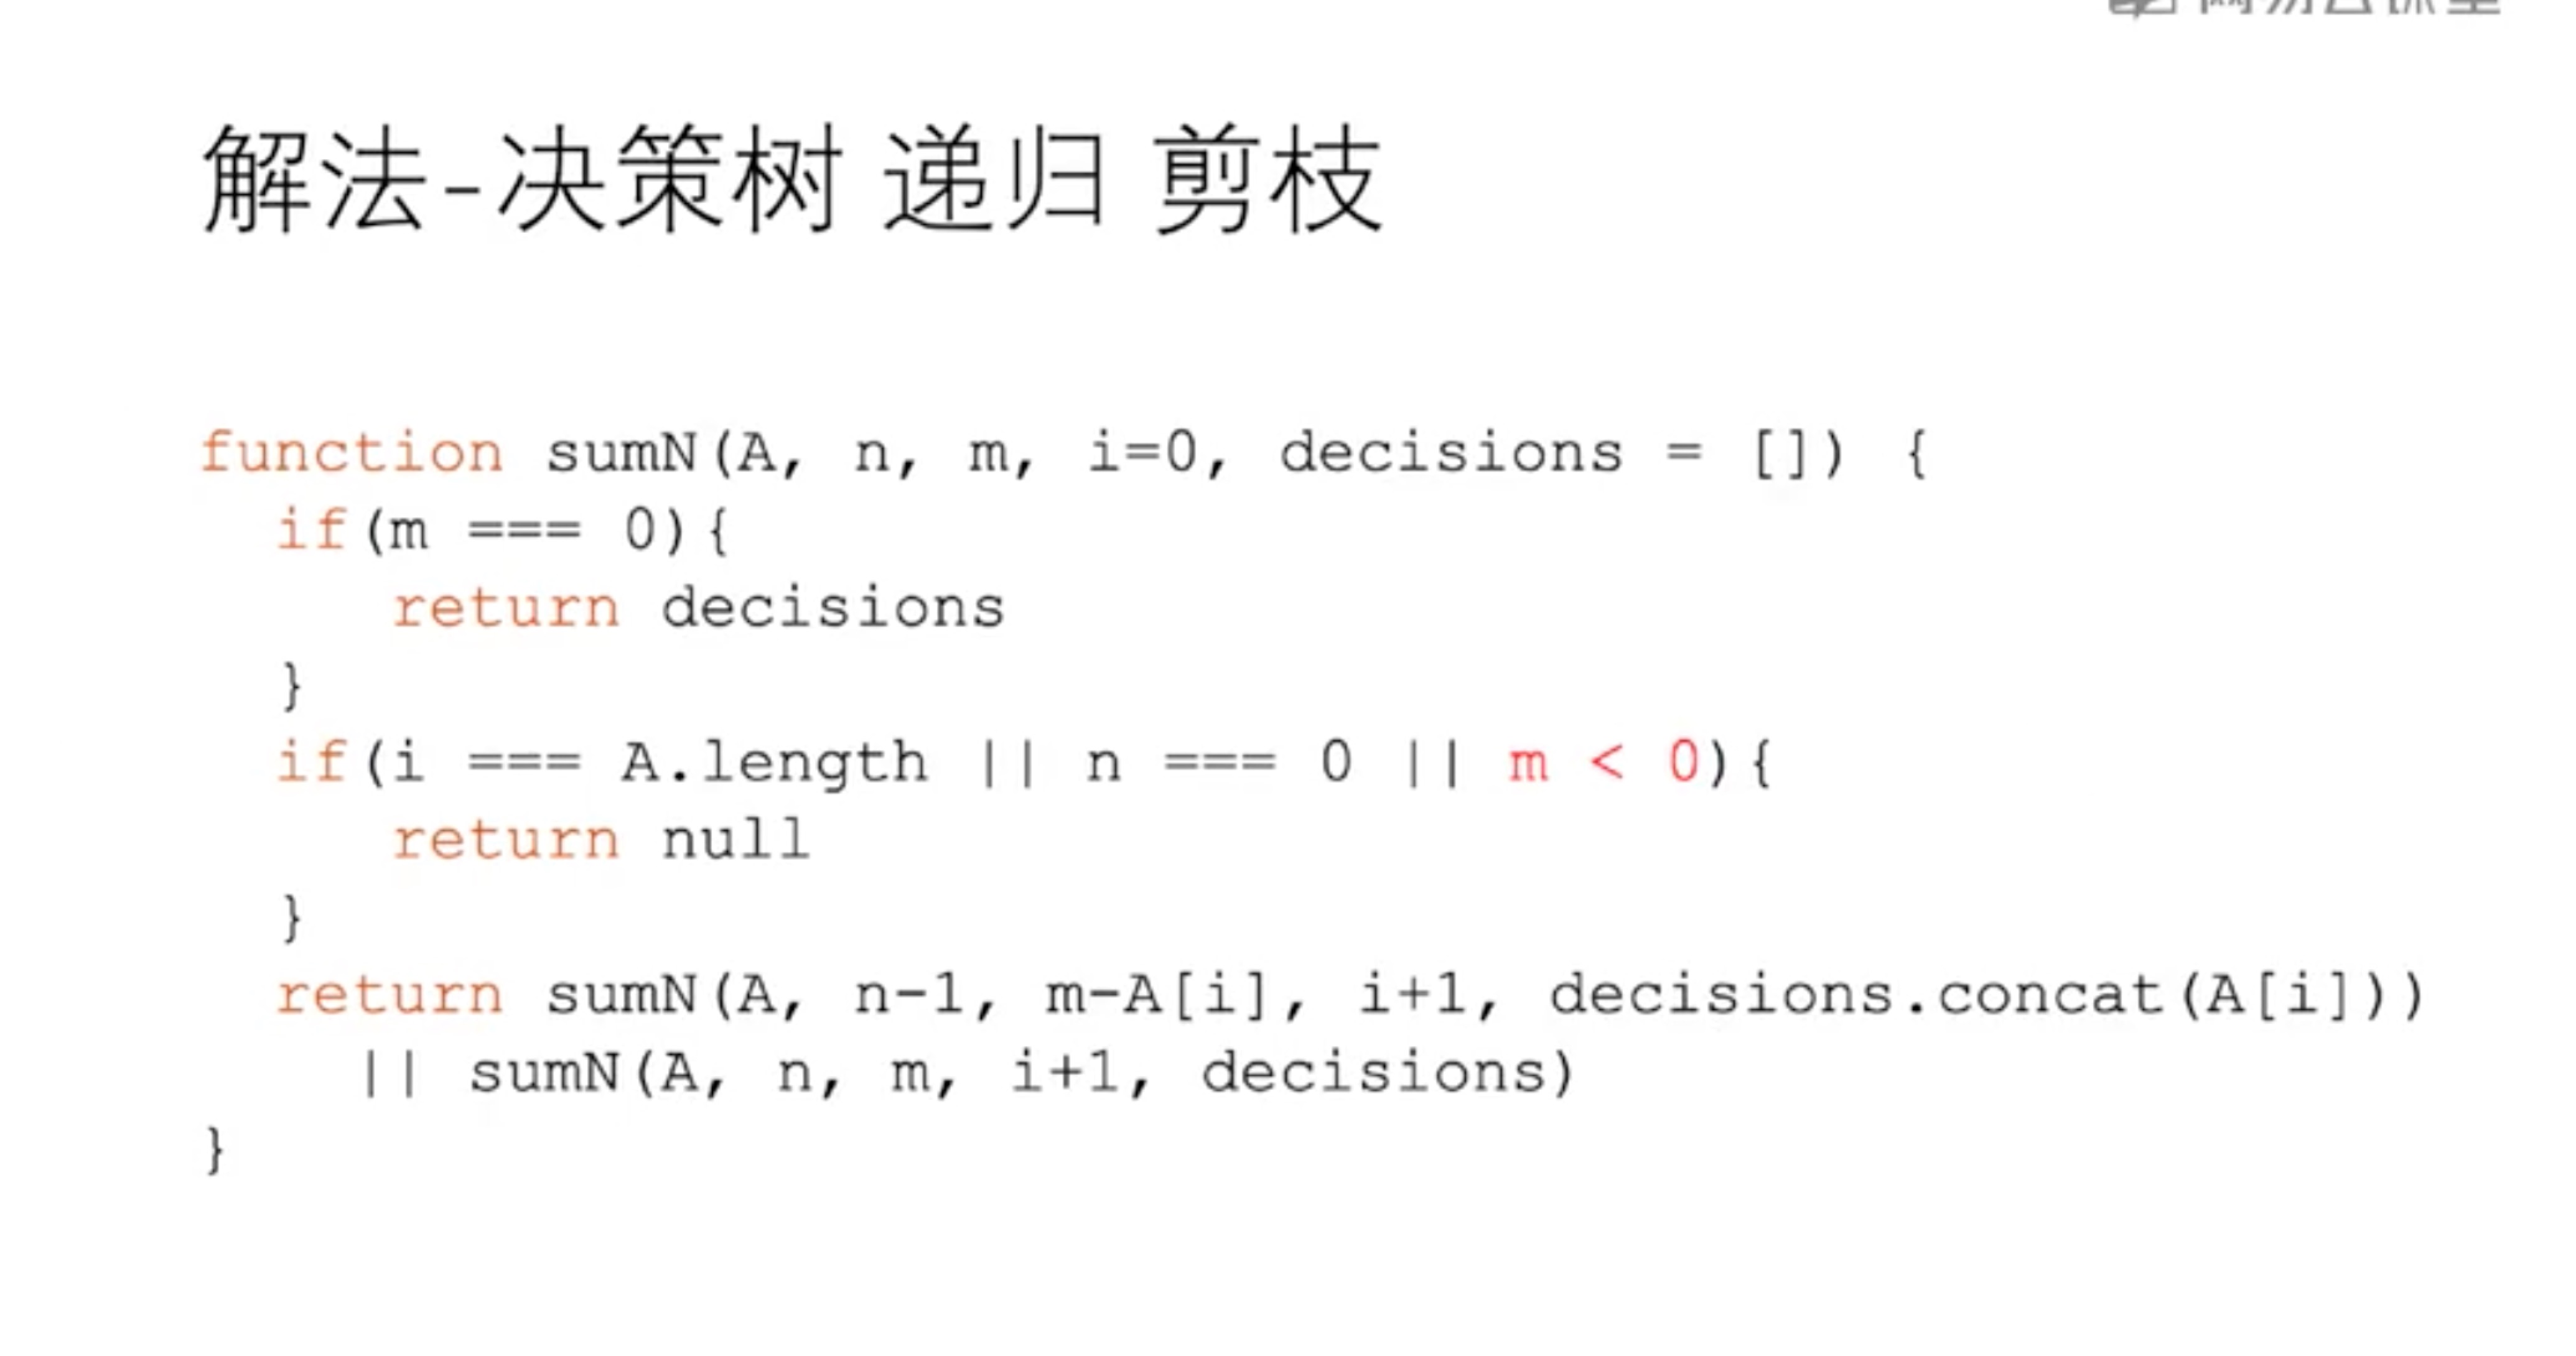 解法-决策树 递归 剪枝
function sumN(A, n, m, i=0, decisions = []) {
if(m === 0){
return decisions
}
if(i === A.length || n === 0 || m < 0){
return null
}
return sumN(A, n-1, m-A[i], i+1, decisions.concat(A[i]))
|| sumN(A, n, m, i+1, decisions)
}